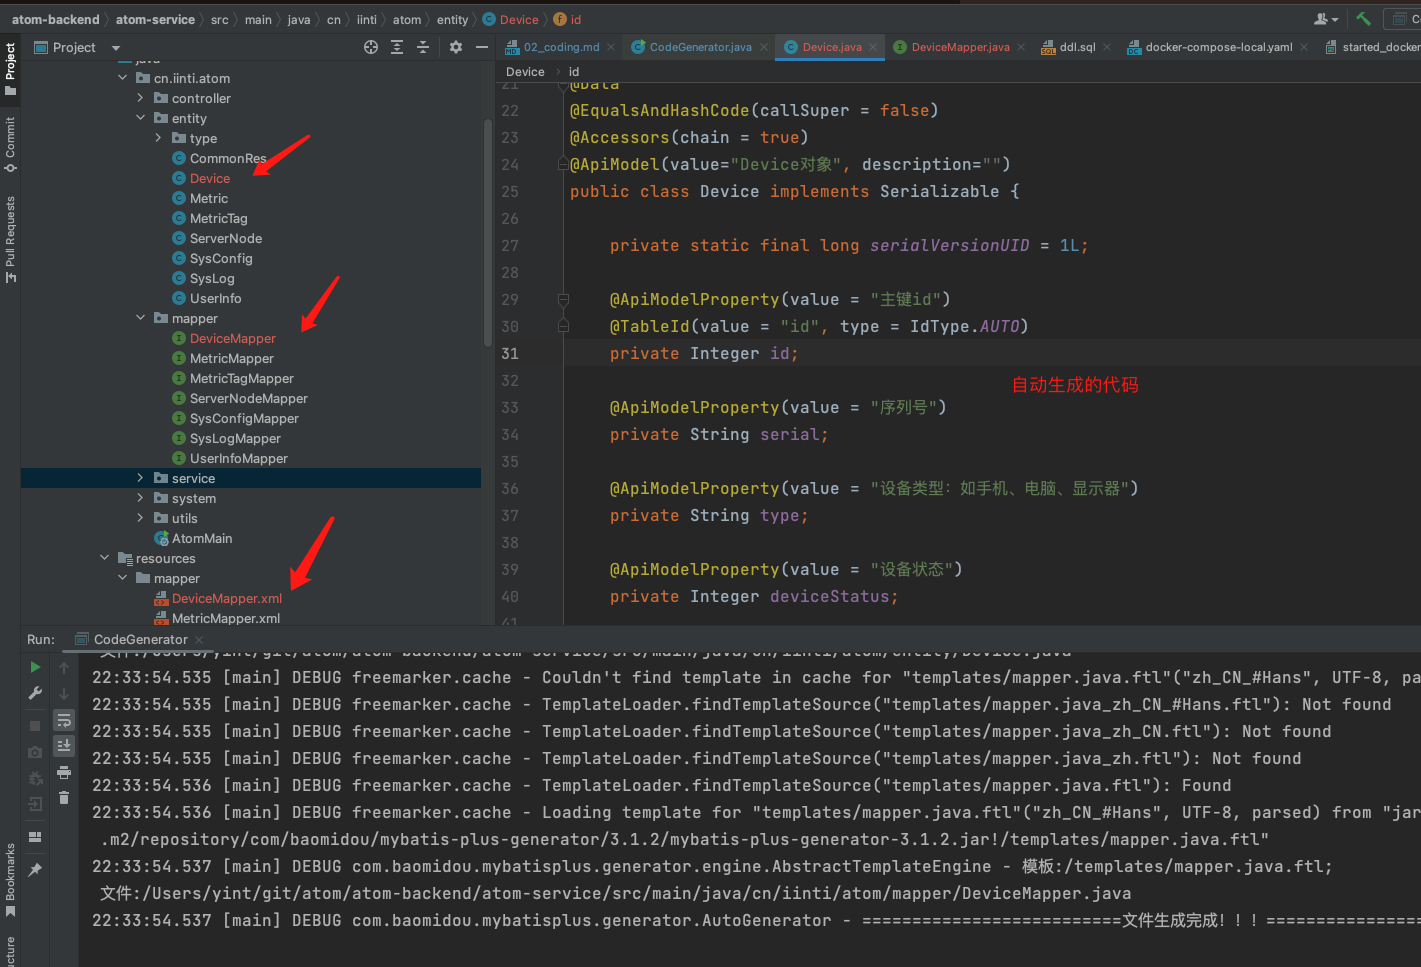 atom-backend
atom-service
src
main
java
cn
iinti
atom
entity
Device
id
Project
02_coding.md
CodeGenerator.java
Device.java
DeviceMapper.java
ddl.sql
docker-compose-local.yaml
started_docker
Project
Commit
Pull Requests
Bookmarks
java
cn.iinti.atom
controller
entity
type
CommonRes
Device
Metric
MetricTag
ServerNode
SysConfig
SysLog
UserInfo
mapper
DeviceMapper
MetricMapper
MetricTagMapper
ServerNodeMapper
SysConfigMapper
SysLogMapper
UserInfoMapper
service
system
utils
AtomMain
resources
mapper
DeviceMapper.xml
MetricMapper.xml
Device
id
21 @Data
22 @EqualsAndHashCode(callSuper = false)
23 @Accessors(chain = true)
24 @ApiModel(value="Device对象", description="")
25 public class Device implements Serializable {
26
27 private static final long serialVersionUID = 1L;
28
29 @ApiModelProperty(value = "主键id")
30 @TableId(value = "id", type = IdType.AUTO)
31 private Integer id;
32
自动生成的代码
33 @ApiModelProperty(value = "序列号")
34 private String serial;
35
36 @ApiModelProperty(value = "设备类型：如手机、电脑、显示器")
37 private String type;
38
39 @ApiModelProperty(value = "设备状态")
40 private Integer deviceStatus;
41
Run:
CodeGenerator
文件:/Users/yint/git/atom/atom-backend/atom-service/src/main/java/cn/iinti/atom/entity/Device.java
22:33:54.535 [main] DEBUG freemarker.cache - Couldn't find template in cache for "templates/mapper.java.ftl"("zh_CN_#Hans", UTF-8, pa
22:33:54.535 [main] DEBUG freemarker.cache - TemplateLoader.findTemplateSource("templates/mapper.java_zh_CN_#Hans.ftl"): Not found
22:33:54.535 [main] DEBUG freemarker.cache - TemplateLoader.findTemplateSource("templates/mapper.java_zh_CN.ftl"): Not found
22:33:54.535 [main] DEBUG freemarker.cache - TemplateLoader.findTemplateSource("templates/mapper.java_zh.ftl"): Not found
22:33:54.536 [main] DEBUG freemarker.cache - TemplateLoader.findTemplateSource("templates/mapper.java.ftl"): Found
22:33:54.536 [main] DEBUG freemarker.cache - Loading template for "templates/mapper.java.ftl"("zh_CN_#Hans", UTF-8, parsed) from "jar
.m2/repository/com/baomidou/mybatis-plus-generator/3.1.2/mybatis-plus-generator-3.1.2.jar!/templates/mapper.java.ftl"
22:33:54.537 [main] DEBUG com.baomidou.mybatisplus.generator.engine.AbstractTemplateEngine - 模板:/templates/mapper.java.ftl;
文件:/Users/yint/git/atom/atom-backend/atom-service/src/main/java/cn/iinti/atom/mapper/DeviceMapper.java
22:33:54.537 [main] DEBUG com.baomidou.mybatisplus.generator.AutoGenerator - ==========================文件生成完成！！！================